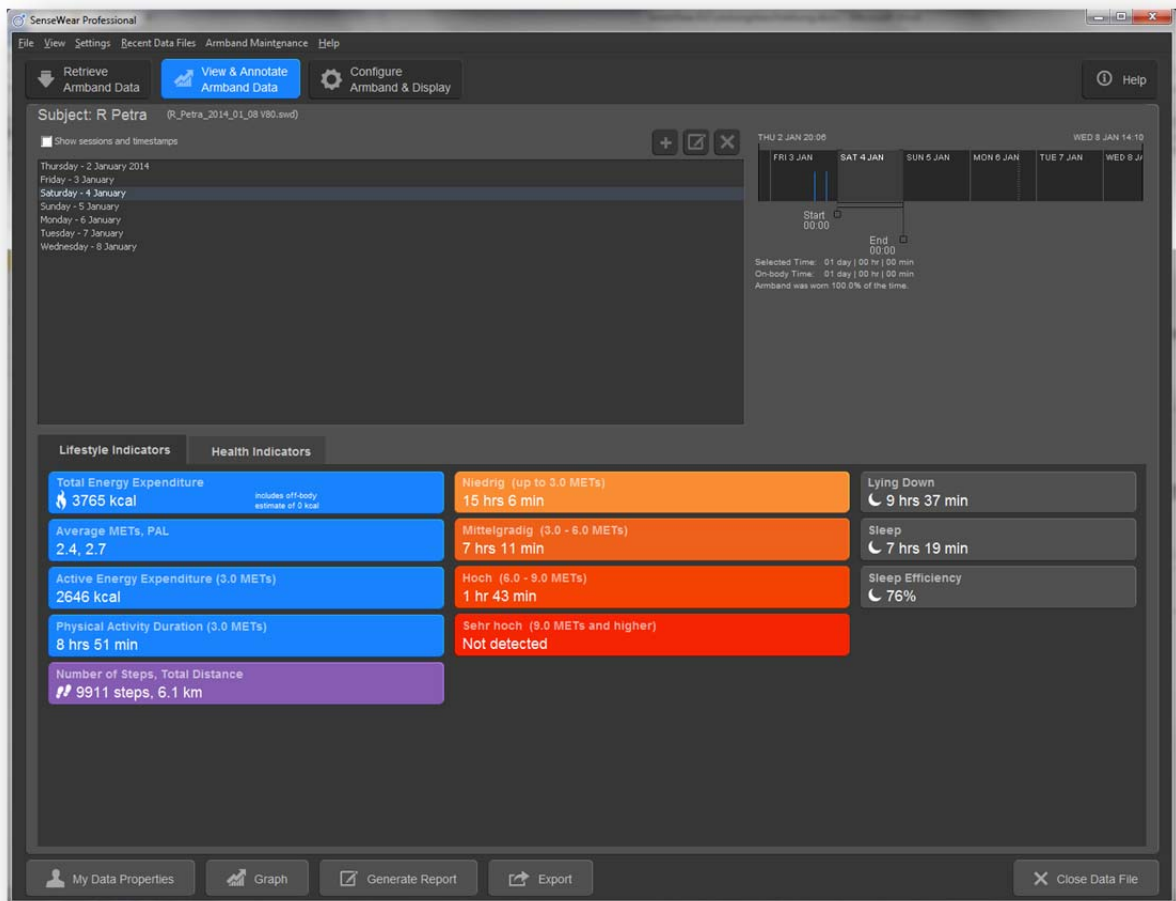 SenseWear Professional
File View Settings Recent Data Files Armband Maintenance Help
Retrieve
Armband Data
View & Annotate
Armband Data
Configure
Armband & Display
Help
Subject: R Petra (R_Petra_2014_01_08 V80.swd)
Show sessions and timestamps
Thursday - 2 January 2014
Friday - 3 January
Saturday - 4 January
Sunday - 5 January
Monday - 6 January
Tuesday - 7 January
Wednesday - 8 January
THU 2 JAN 20:06 WED 8 JAN 14:10
FRI 3 JAN SAT 4 JAN SUN 5 JAN MON 6 JAN TUE 7 JAN WED 8 J
Start
00:00
End
00:00
Selected Time: 01 day | 00 hr | 00 min
On-body Time: 01 day | 00 hr | 00 min
Armband was worn 100.0% of the time.
Lifestyle Indicators
Health Indicators
Total Energy Expenditure
3765 kcal
includes off-body
estimate of 0 kcal
Average METs, PAL
2.4, 2.7
Active Energy Expenditure (3.0 METs)
2646 kcal
Physical Activity Duration (3.0 METs)
8 hrs 51 min
Number of Steps, Total Distance
9911 steps, 6.1 km
Niedrig (up to 3.0 METs)
15 hrs 6 min
Mittelgradig (3.0 - 6.0 METs)
7 hrs 11 min
Hoch (6.0 - 9.0 METs)
1 hr 43 min
Sehr hoch (9.0 METs and higher)
Not detected
Lying Down
9 hrs 37 min
Sleep
7 hrs 19 min
Sleep Efficiency
76%
My Data Properties
Graph
Generate Report
Export
Close Data File